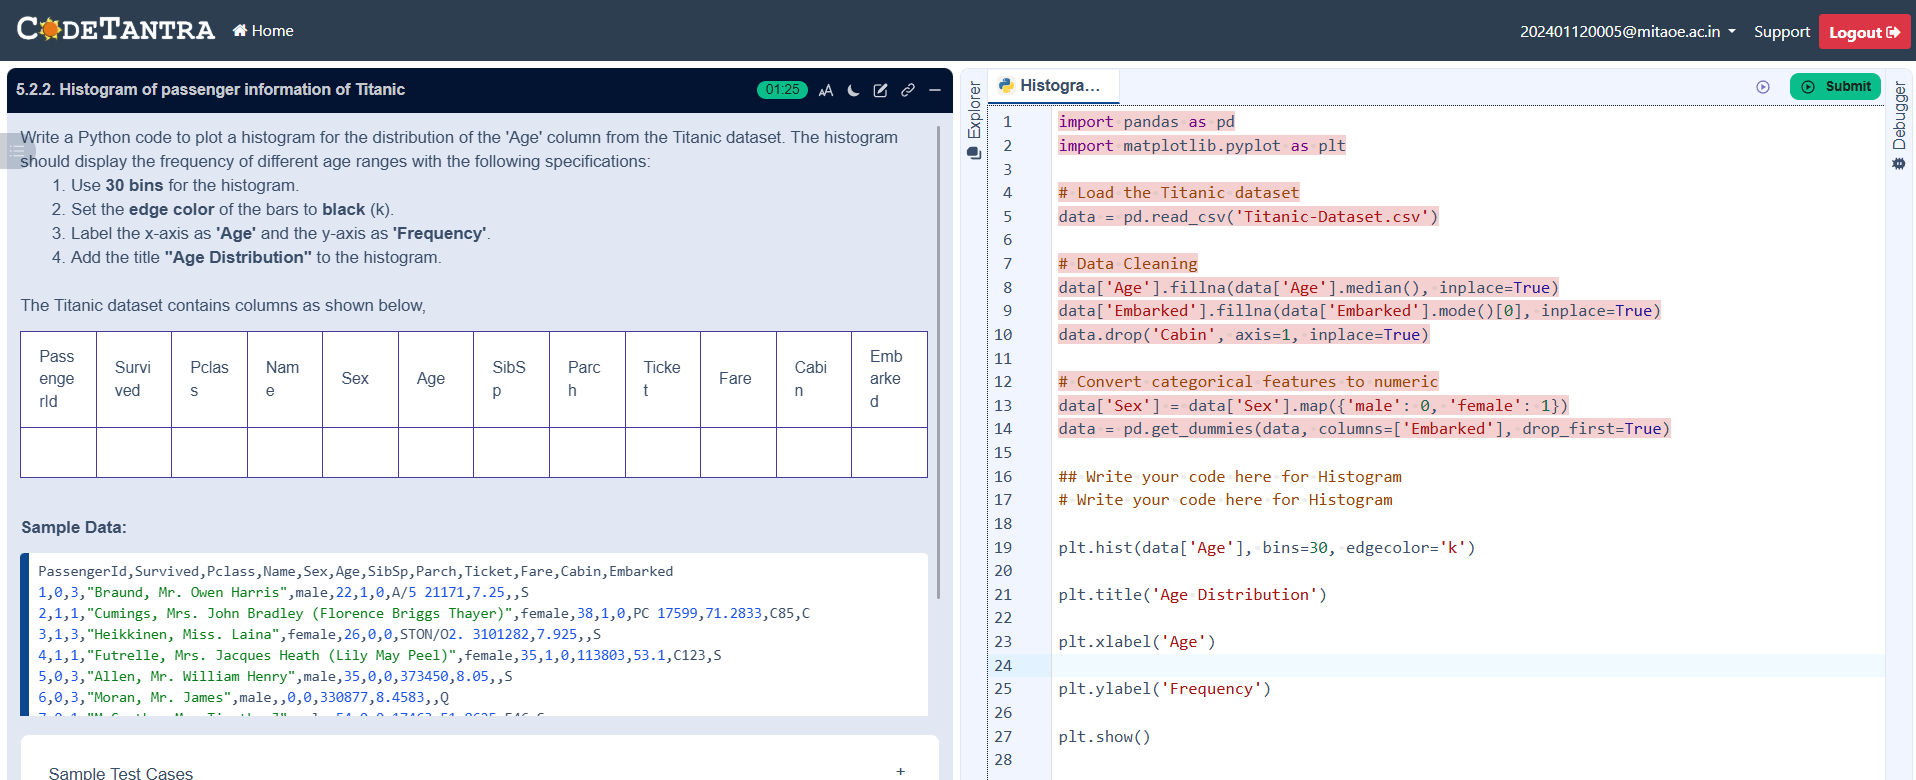 CODETANTRA
Home
202401120005@mitaoe.ac.in
Support
Logout
5.2.2. Histogram of passenger information of Titanic
01:25
Write a Python code to plot a histogram for the distribution of the 'Age' column from the Titanic dataset. The histogram
should display the frequency of different age ranges with the following specifications:
1. Use 30 bins for the histogram.
2. Set the edge color of the bars to black (k).
3. Label the x-axis as 'Age' and the y-axis as 'Frequency'.
4. Add the title "Age Distribution" to the histogram.
The Titanic dataset contains columns as shown below,
Pass
enge
rId
Survi
ved
Pclas
s
Nam
e
Sex
Age
SibS
p
Parc
h
Ticke
t
Fare
Cabi
n
Emb
arke
d
Sample Data:
PassengerId,Survived,Pclass,Name,Sex,Age,SibSp,Parch,Ticket,Fare,Cabin,Embarked
1,0,3,"Braund, Mr. Owen Harris",male,22,1,0,A/5 21171,7.25,,S
2,1,1,"Cumings, Mrs. John Bradley (Florence Briggs Thayer)",female,38,1,0,PC 17599,71.2833,C85,C
3,1,3,"Heikkinen, Miss. Laina",female,26,0,0,STON/O2. 3101282,7.925,,S
4,1,1,"Futrelle, Mrs. Jacques Heath (Lily May Peel)",female,35,1,0,113803,53.1,C123,S
5,0,3,"Allen, Mr. William Henry",male,35,0,0,373450,8.05,,S
6,0,3,"Moran, Mr. James",male,,0,0,330877,8.4583,,Q
Sample Test Cases
+
Explorer
Histogra...
Submit
Debugger
1 import pandas as pd
2 import matplotlib.pyplot as plt
3
4 # Load the Titanic dataset
5 data = pd.read_csv('Titanic-Dataset.csv')
6
7 # Data Cleaning
8 data['Age'].fillna(data['Age'].median(), inplace=True)
9 data['Embarked'].fillna(data['Embarked'].mode()[0], inplace=True)
10 data.drop('Cabin', axis=1, inplace=True)
11
12 # Convert categorical features to numeric
13 data['Sex'] = data['Sex'].map({'male': 0, 'female': 1})
14 data = pd.get_dummies(data, columns=['Embarked'], drop_first=True)
15
16 ## Write your code here for Histogram
17 # Write your code here for Histogram
18
19 plt.hist(data['Age'], bins=30, edgecolor='k')
20
21 plt.title('Age Distribution')
22
23 plt.xlabel('Age')
24
25 plt.ylabel('Frequency')
26
27 plt.show()
28